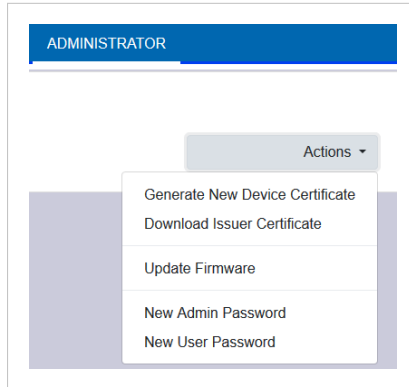 ADMINISTRATOR
Actions
Generate New Device Certificate
Download Issuer Certificate
Update Firmware
New Admin Password
New User Password